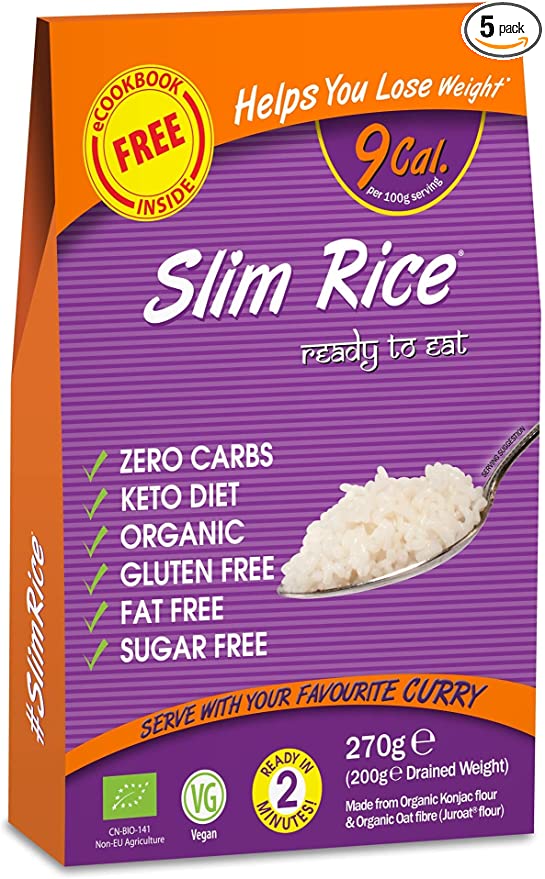 5 pack
eCOOKBOOK
FREE
INSIDE
Helps You Lose Weight*
9 Cal.
per 100g serving
Slim Rice®
ready to eat
SERVING SUGGESTION
ZERO CARBS
KETO DIET
ORGANIC
GLUTEN FREE
FAT FREE
SUGAR FREE
#SlimRice®
SERVE WITH YOUR FAVOURITE CURRY
CN-BIO-141
Non-EU Agriculture
VG
Vegan
READY IN
2
MINUTES!
270g ℮
(200g ℮ Drained Weight)
Made from Organic Konjac flour
& Organic Oat fibre (Juroat® flour)